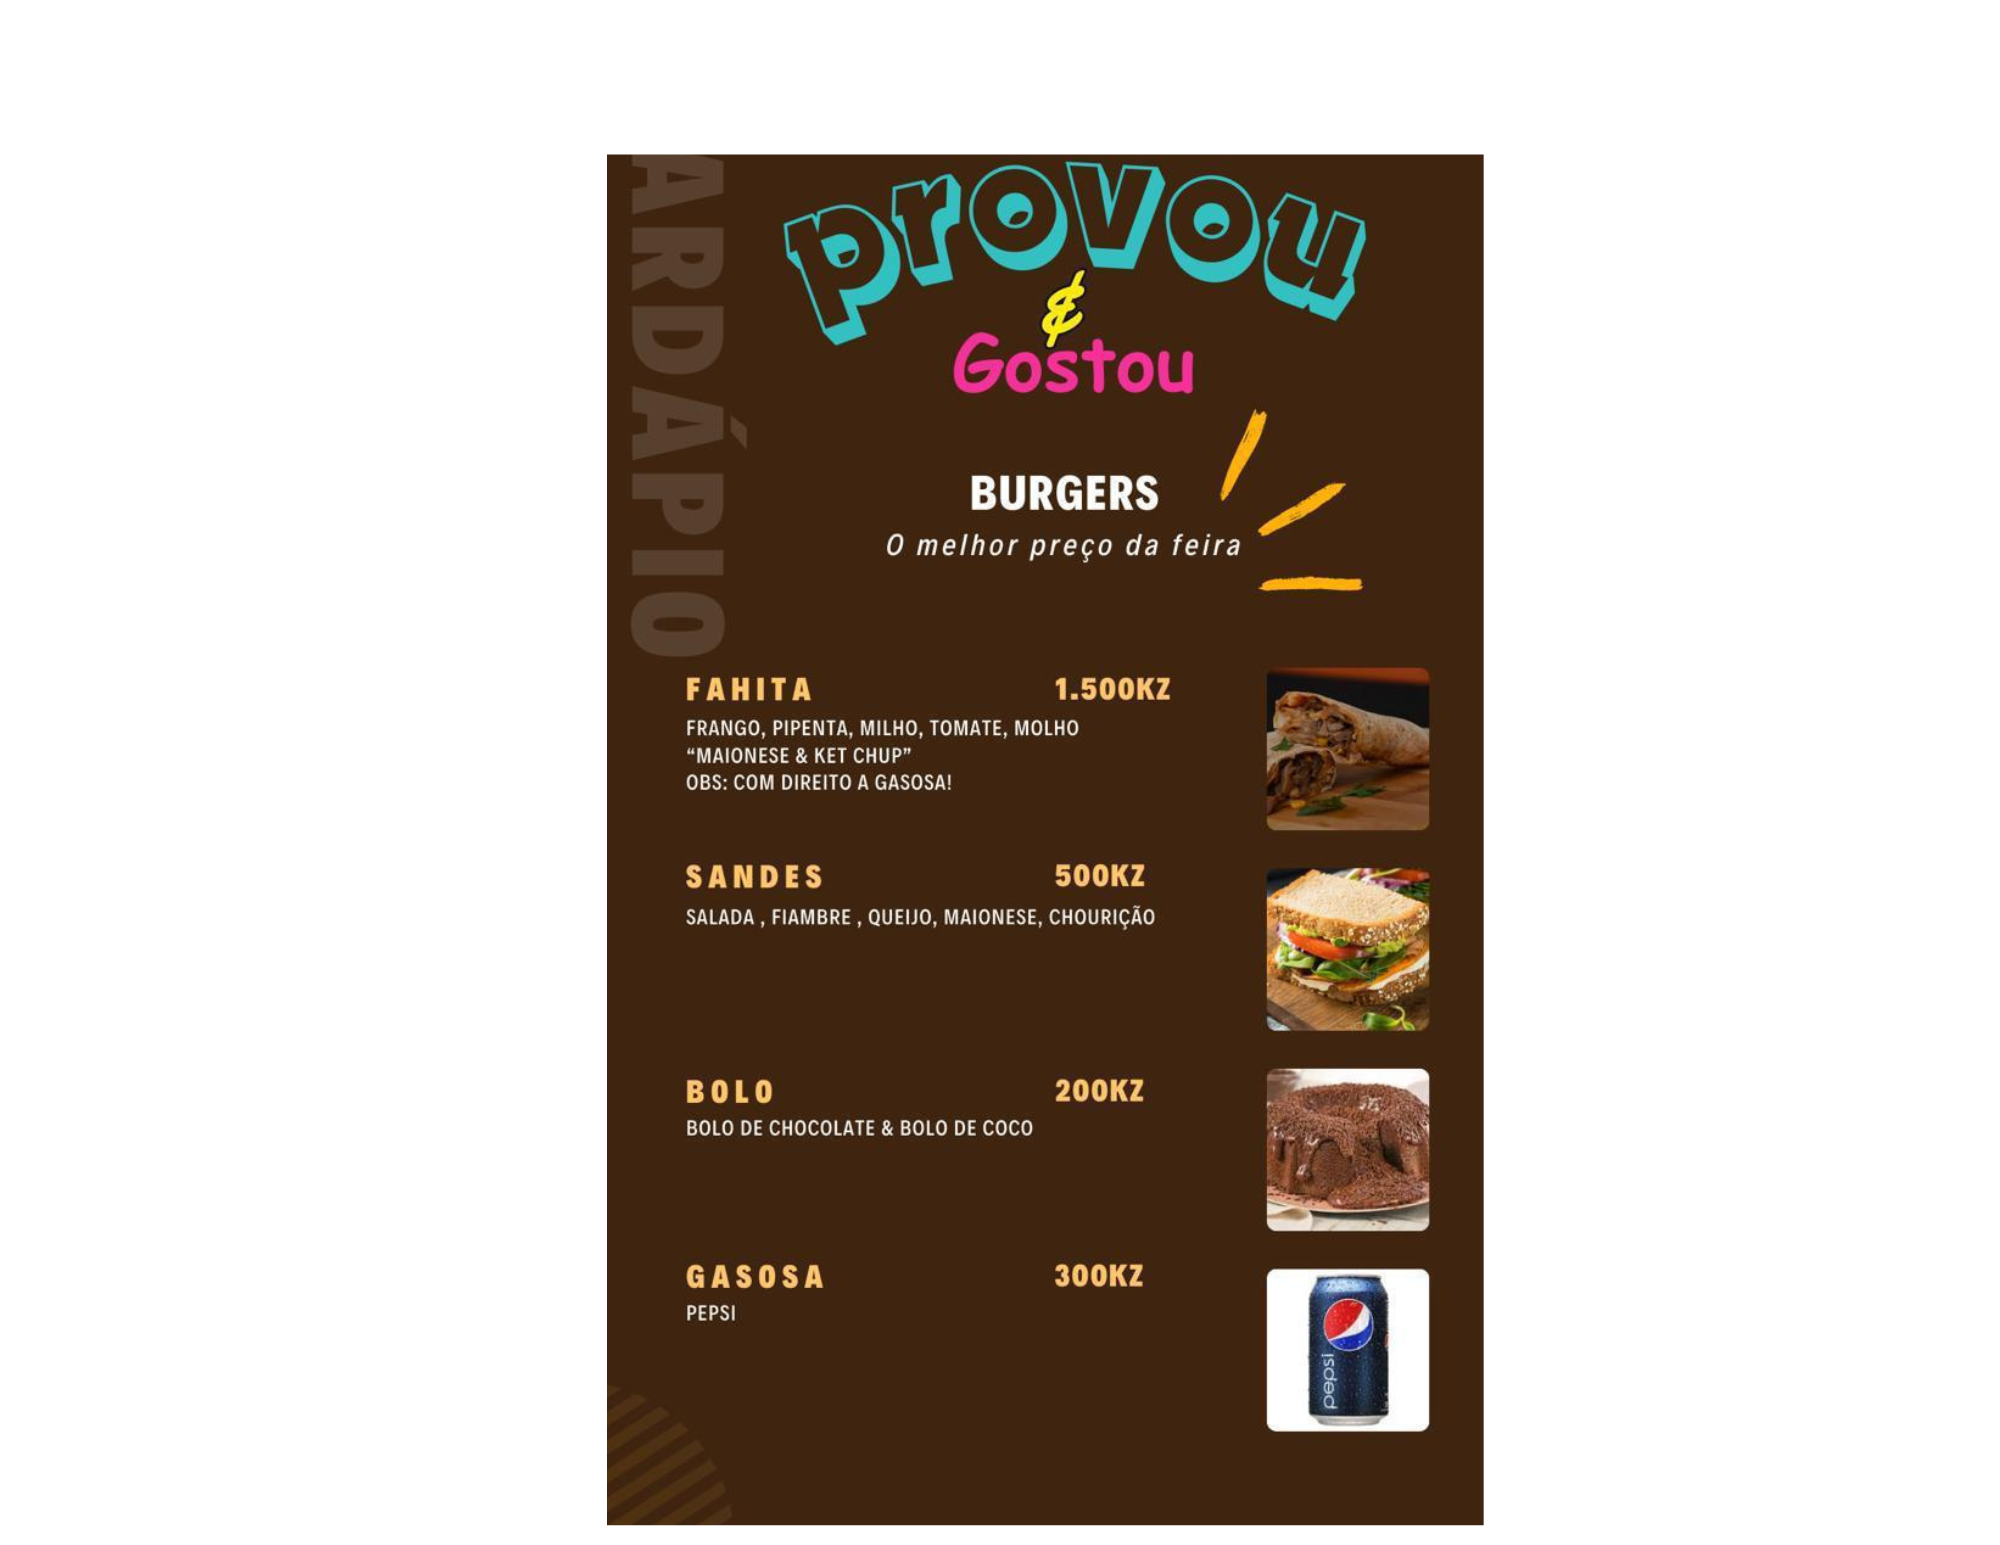 ARDÁPIO
provou
&
Gostou
BURGERS
O melhor preço da feira
FAHITA 1.500KZ
FRANGO, PIPENTA, MILHO, TOMATE, MOLHO
“MAIONESE & KET CHUP”
OBS: COM DIREITO A GASOSA!
SANDES 500KZ
SALADA , FIAMBRE , QUEIJO, MAIONESE, CHOURIÇÃO
BOLO 200KZ
BOLO DE CHOCOLATE & BOLO DE COCO
GASOSA 300KZ
PEPSI
pepsi